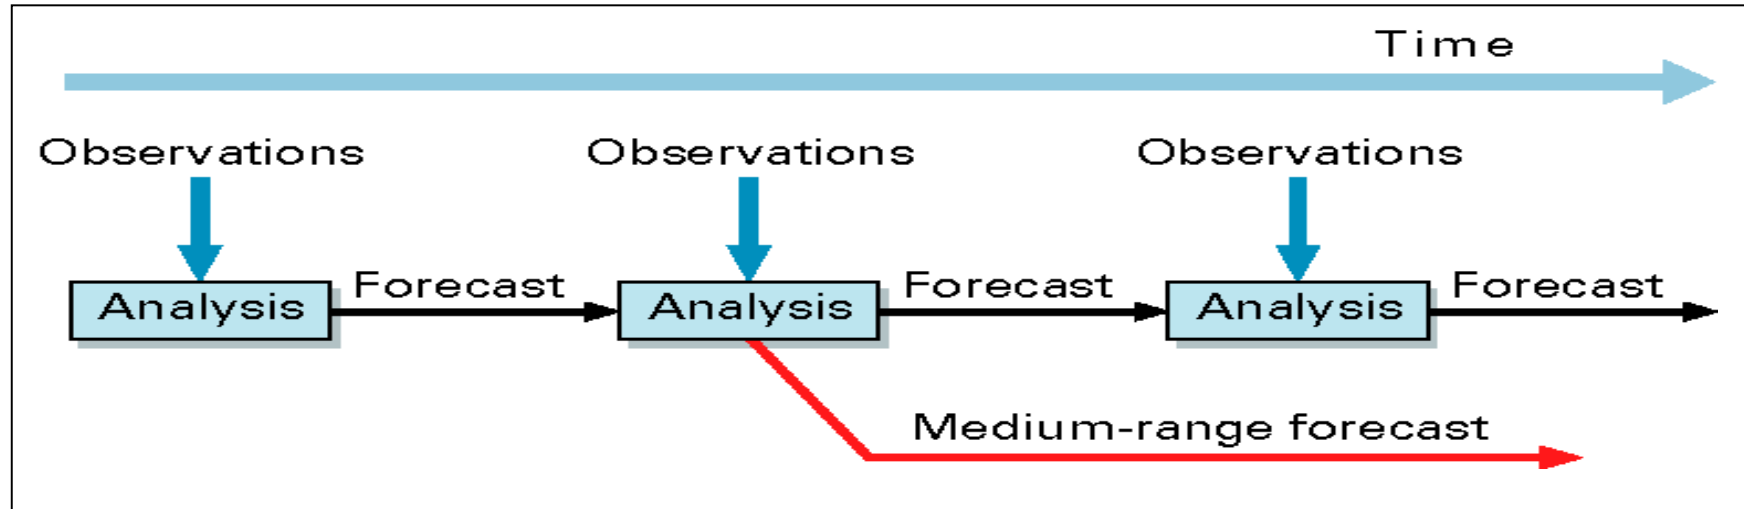 Time
Observations Observations Observations
Forecast Forecast Forecast
Analysis Analysis Analysis
Medium-range forecast